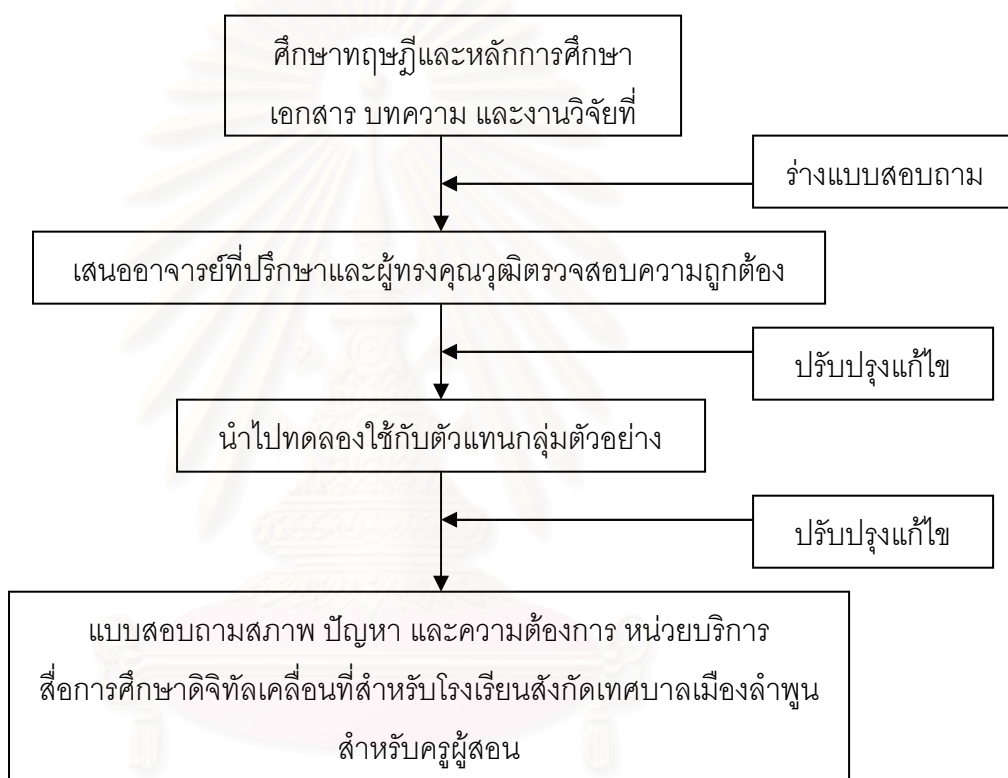 ศึกษาทฤษฎีและหลักการศึกษา
เอกสาร บทความ และงานวิจัยที่
ร่างแบบสอบถาม
เสนออาจารย์ที่ปรึกษาและผู้ทรงคุณวุฒิตรวจสอบความถูกต้อง
ปรับปรุงแก้ไข
นำไปทดลองใช้กับตัวแทนกลุ่มตัวอย่าง
ปรับปรุงแก้ไข
แบบสอบถามสภาพ ปัญหา และความต้องการ หน่วยบริการ
สื่อการศึกษาดิจิทัลเคลื่อนที่สำหรับโรงเรียนสังกัดเทศบาลเมืองลำพูน
สำหรับครูผู้สอน